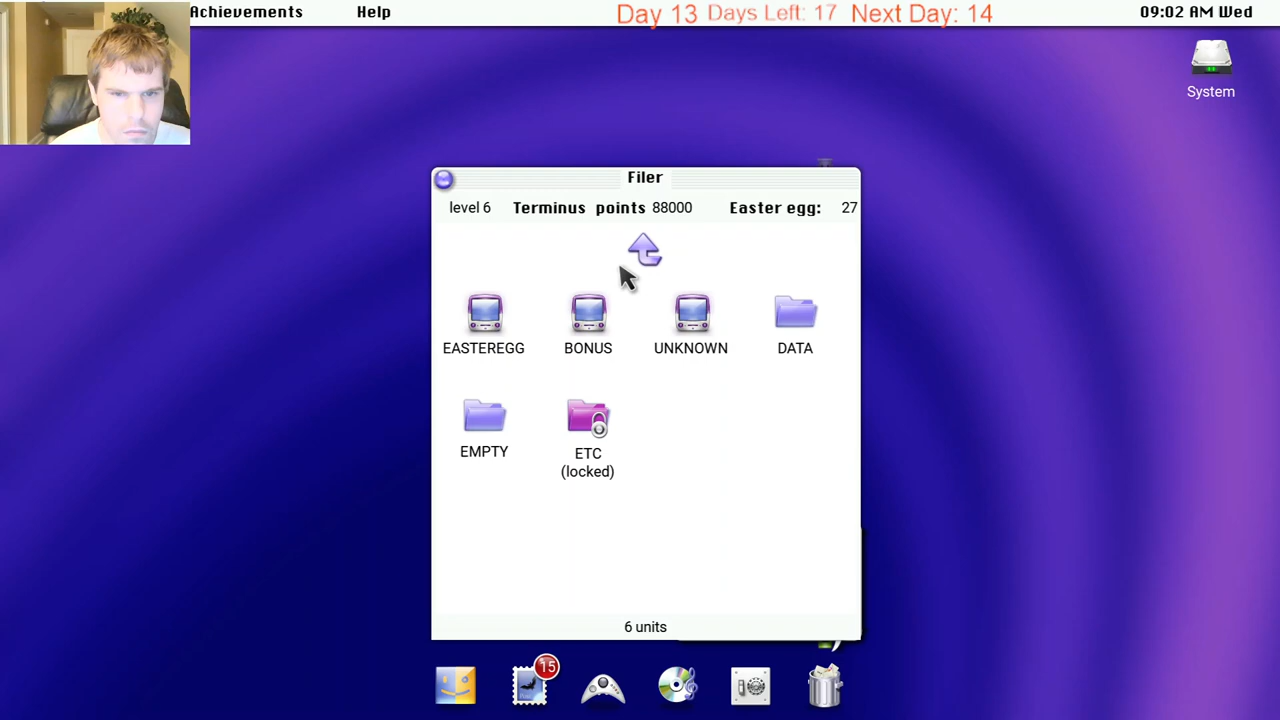 Achievements Help Day 13 Days Left: 17 Next Day: 14 09:02 AM Wed
System
Filer
level 6 Terminus points 88000 Easter egg: 27
EASTEREGG BONUS UNKNOWN DATA
EMPTY ETC
(locked)
6 units
15